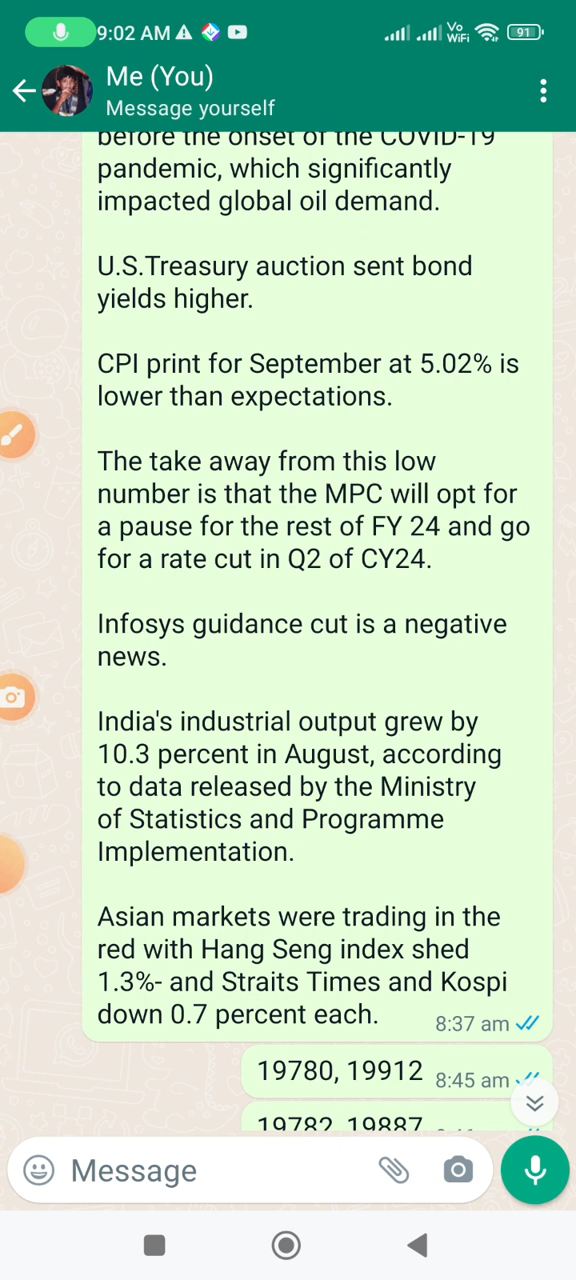 9:02 AM
Vo
WiFi
91
Me (You)
Message yourself
before the onset of the COVID-19
pandemic, which significantly
impacted global oil demand.
U.S.Treasury auction sent bond
yields higher.
CPI print for September at 5.02% is
lower than expectations.
The take away from this low
number is that the MPC will opt for
a pause for the rest of FY 24 and go
for a rate cut in Q2 of CY24.
Infosys guidance cut is a negative
news.
India's industrial output grew by
10.3 percent in August, according
to data released by the Ministry
of Statistics and Programme
Implementation.
Asian markets were trading in the
red with Hang Seng index shed
1.3%- and Straits Times and Kospi
down 0.7 percent each.
8:37 am
19780, 19912 8:45 am
19782, 19887
Message